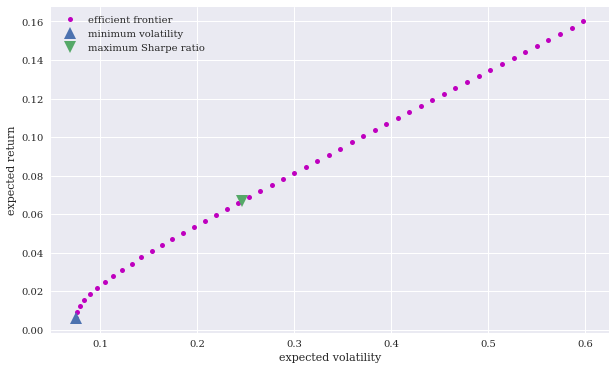 efficient frontier
minimum volatility
maximum Sharpe ratio
0.16
0.14
0.12
0.10
0.08
0.06
0.04
0.02
0.00
expected return
0.1 0.2 0.3 0.4 0.5 0.6
expected volatility